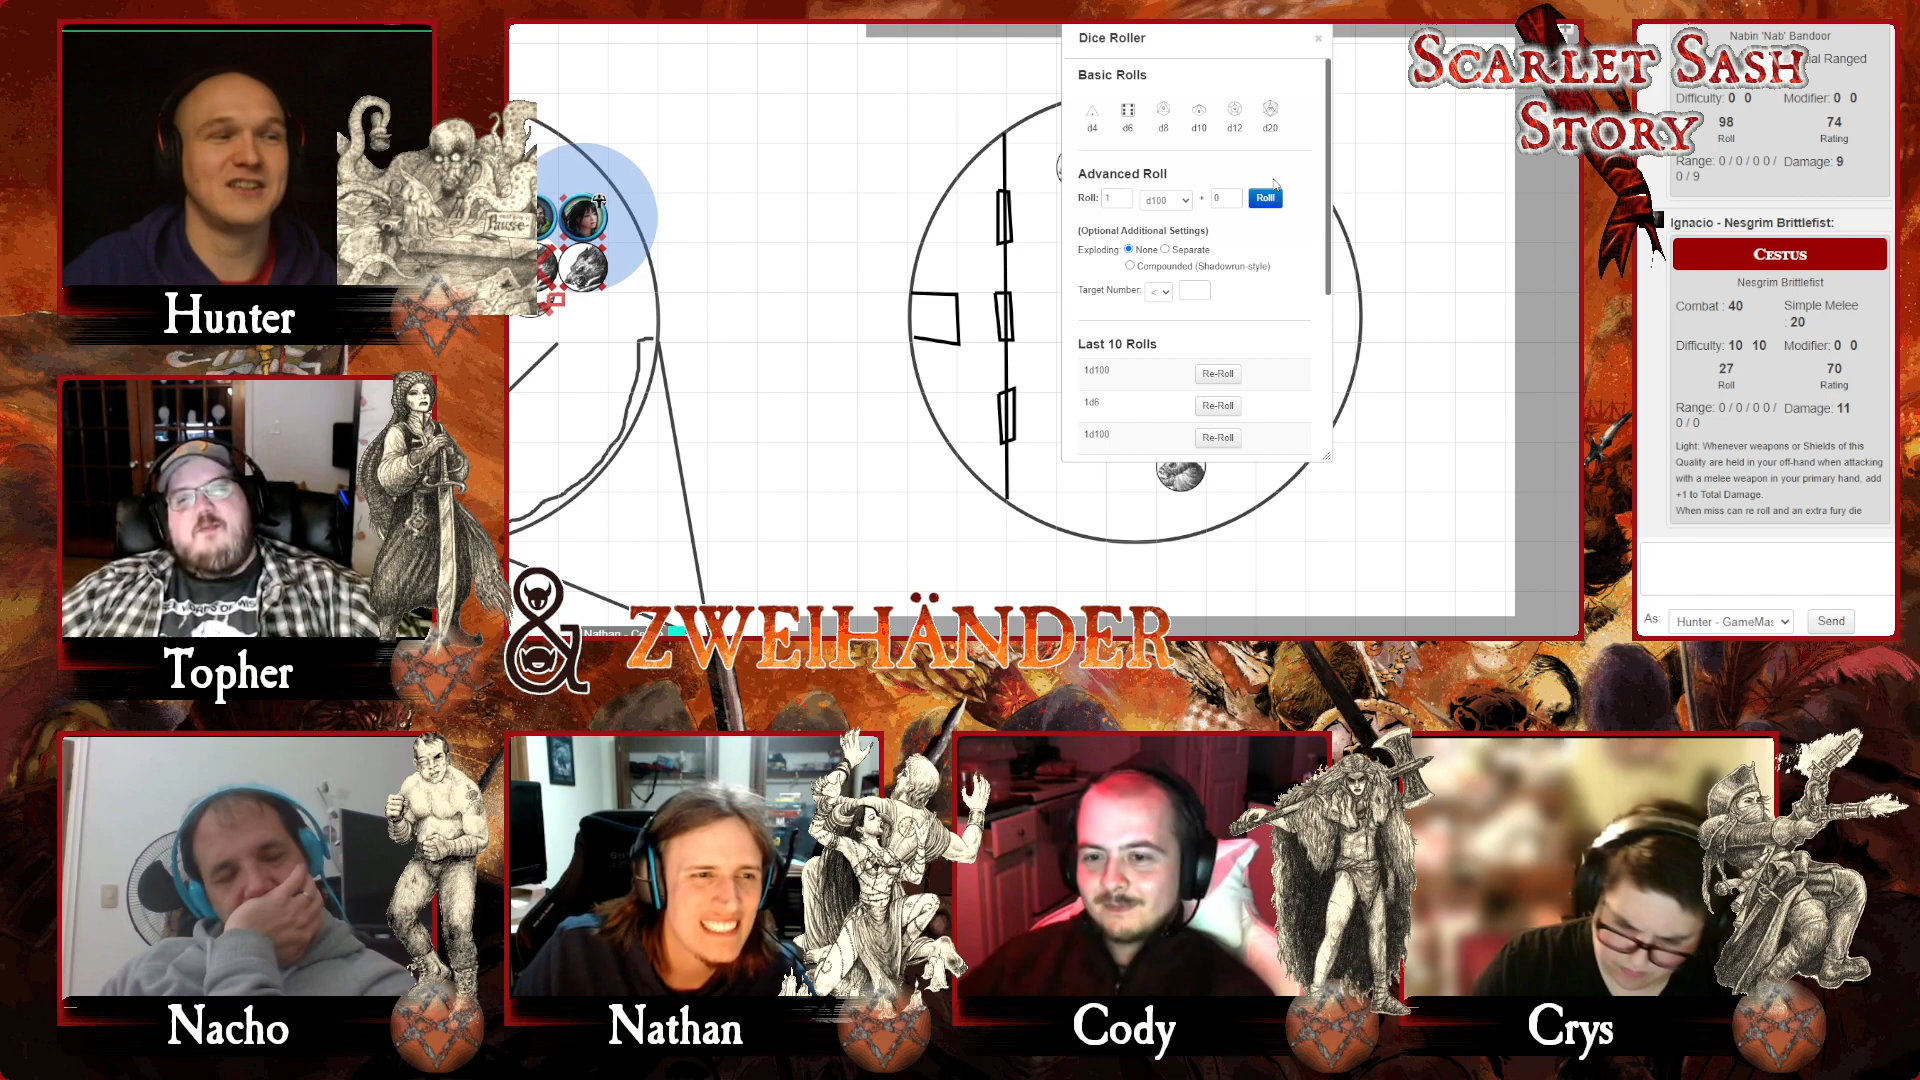 Hunter
Pause
Topher
Nacho
Nathan
Cody
Crys
Scarlet Sash
Story
ZWEIHÄNDER
Dice Roller
Basic Rolls
d4 d6 d8 d10 d12 d20
Advanced Roll
Roll: 1 d100 + 0 Roll!
(Optional Additional Settings)
Exploding: None Separate
Compounded (Shadowrun-style)
Target Number: <
Last 10 Rolls
1d100 Re-Roll
1d6 Re-Roll
1d100 Re-Roll
Nabin 'Nab' Bandoor
Ranged
Difficulty: 0 0 Modifier: 0 0
98 74
Roll Rating
Range: 0 / 0 / 0 0 / Damage: 9
0 / 9
Ignacio - Nesgrim Brittlefist:
Cestus
Nesgrim Brittlefist
Combat : 40 Simple Melee
: 20
Difficulty: 10 10 Modifier: 0 0
27 70
Roll Rating
Range: 0 / 0 / 0 0 / Damage: 11
0 / 0
Light: Whenever weapons or Shields of this
Quality are held in your off-hand when attacking
with a melee weapon in your primary hand, add
+1 to Total Damage.
When miss can re roll and an extra fury die
As: Hunter - GameMas Send
Nathan -